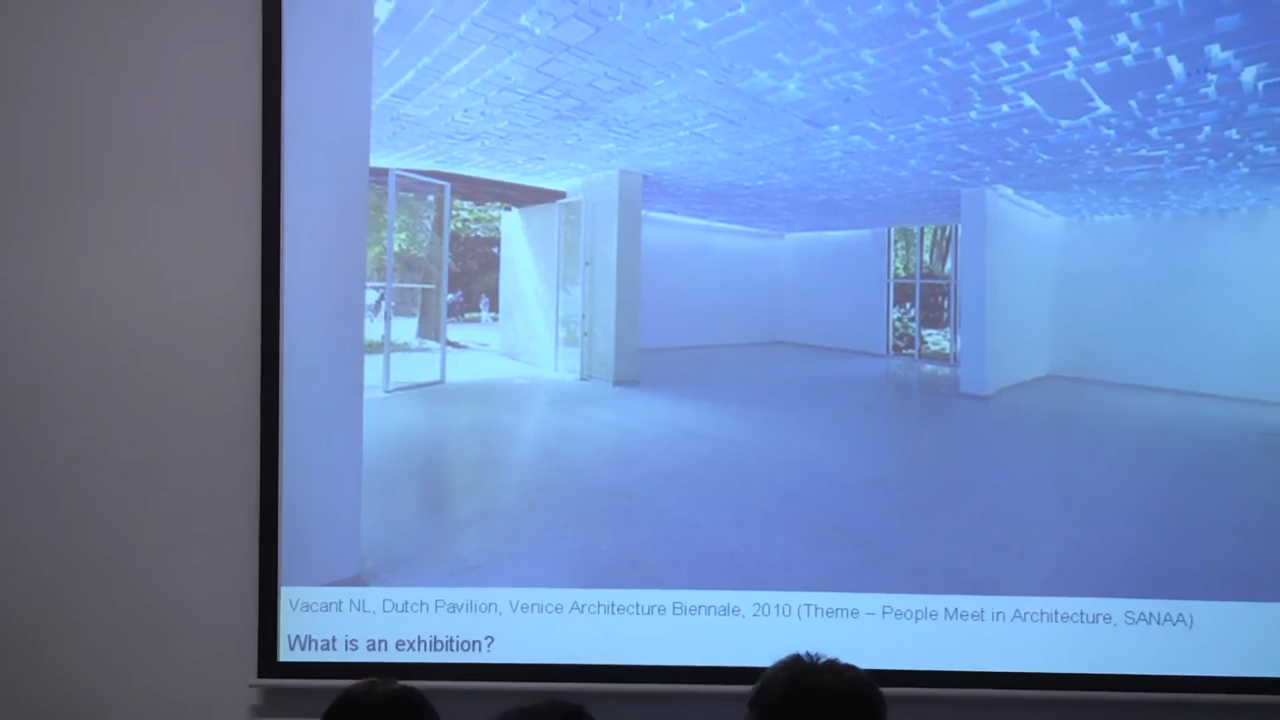 Vacant NL, Dutch Pavilion, Venice Architecture Biennale, 2010 (Theme – People Meet in Architecture, SANAA)
What is an exhibition?